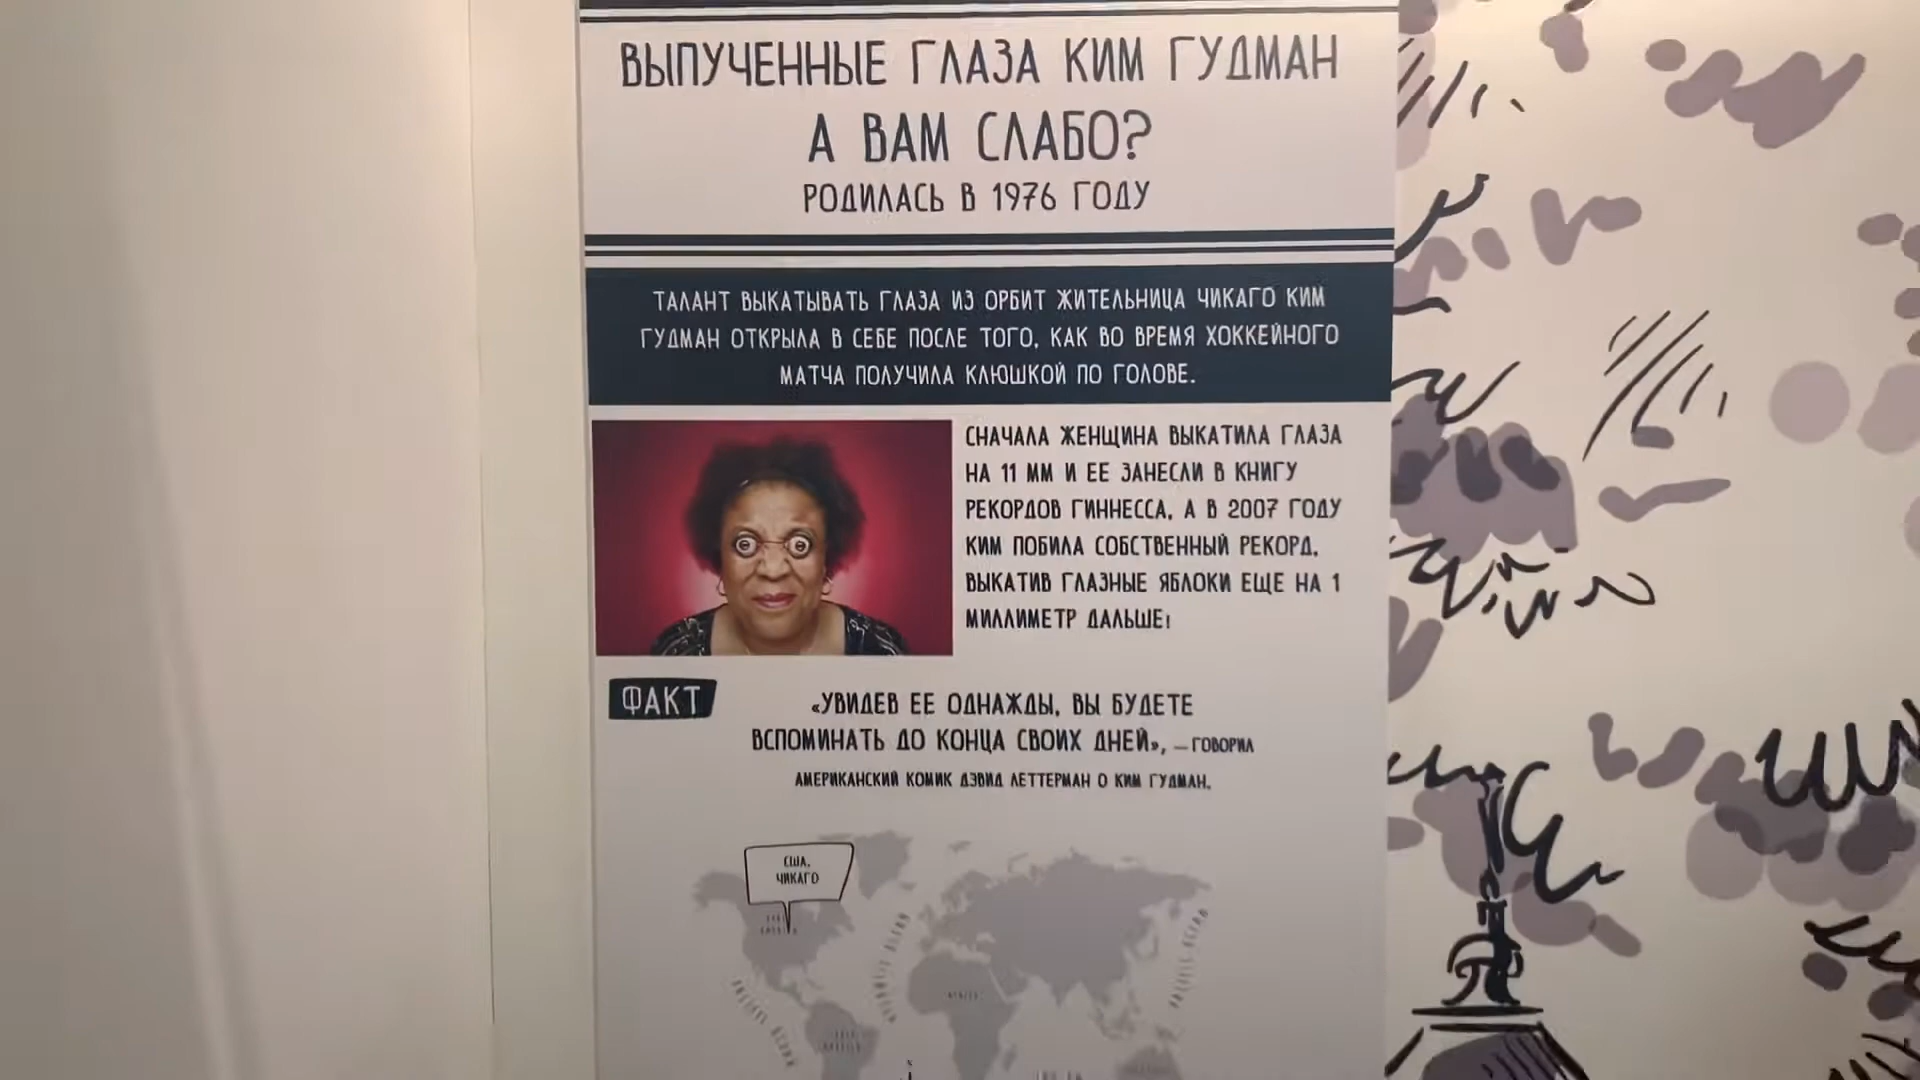 ВЫПУЧЕННЫЕ ГЛАЗА КИМ ГУДМАН
А ВАМ СЛАБО?
РОДИЛАСЬ В 1976 ГОДУ
ТАЛАНТ ВЫКАТЫВАТЬ ГЛАЗА ИЗ ОРБИТ ЖИТЕЛЬНИЦА ЧИКАГО КИМ
ГУДМАН ОТКРЫЛА В СЕБЕ ПОСЛЕ ТОГО, КАК ВО ВРЕМЯ ХОККЕЙНОГО
МАТЧА ПОЛУЧИЛА КЛЮШКОЙ ПО ГОЛОВЕ.
СНАЧАЛА ЖЕНЩИНА ВЫКАТИЛА ГЛАЗА
НА 11 ММ И ЕЕ ЗАНЕСЛИ В КНИГУ
РЕКОРДОВ ГИННЕССА, А В 2007 ГОДУ
КИМ ПОБИЛА СОБСТВЕННЫЙ РЕКОРД,
ВЫКАТИВ ГЛАЗНЫЕ ЯБЛОКИ ЕЩЕ НА 1
МИЛЛИМЕТР ДАЛЬШЕ!
ФАКТ
«УВИДЕВ ЕЕ ОДНАЖДЫ, ВЫ БУДЕТЕ
ВСПОМИНАТЬ ДО КОНЦА СВОИХ ДНЕЙ», — ГОВОРИЛ
АМЕРИКАНСКИЙ КОМИК ДЭВИД ЛЕТТЕРМАН О КИМ ГУДМАН.
США,
ЧИКАГО